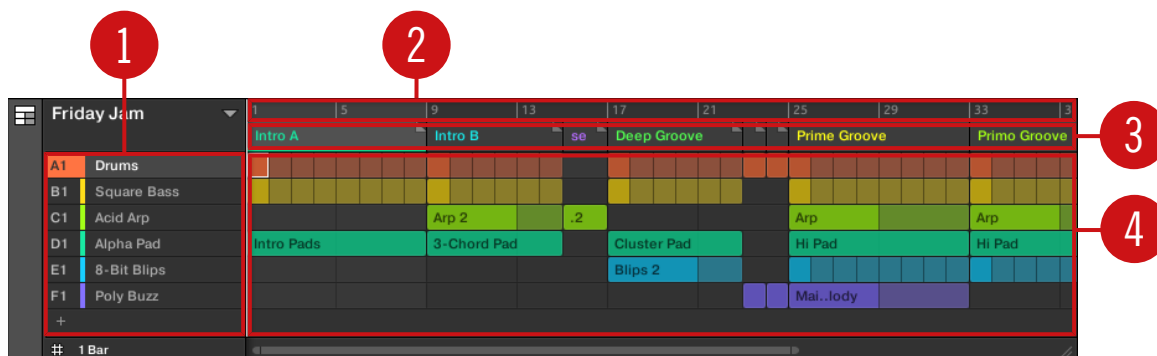 1 2
Friday Jam 1 5 9 13 17 21 25 29 33 3
Intro A Intro B se Deep Groove Prime Groove Primo Groove 3
A1 Drums
B1 Square Bass
C1 Acid Arp Arp 2 .2 Arp Arp
D1 Alpha Pad Intro Pads 3-Chord Pad Cluster Pad Hi Pad Hi Pad 4
E1 8-Bit Blips Blips 2
F1 Poly Buzz Mai..lody
+
1 Bar